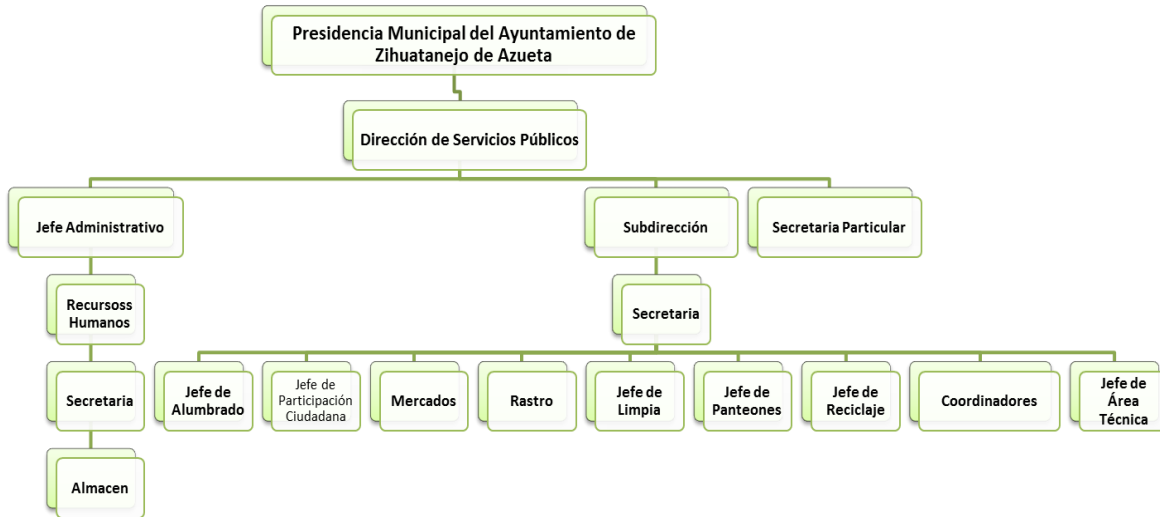 Presidencia Municipal del Ayuntamiento de
Zihuatanejo de Azueta
Dirección de Servicios Públicos
Jefe Administrativo
Subdirección
Secretaria Particular
Recursoss
Humanos
Secretaria
Secretaria
Jefe de
Alumbrado
Jefe de
Participación
Ciudadana
Mercados
Rastro
Jefe de
Limpia
Jefe de
Panteones
Jefe de
Reciclaje
Coordinadores
Jefe de
Área
Técnica
Almacen